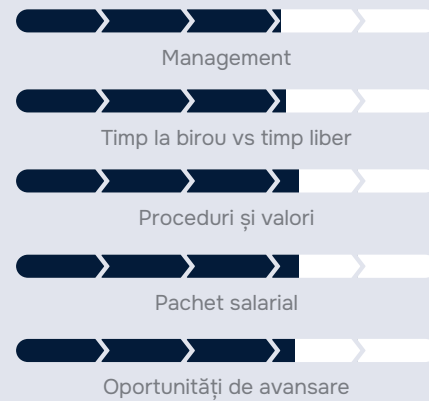 Management
Timp la birou vs timp liber
Proceduri și valori
Pachet salarial
Oportunități de avansare